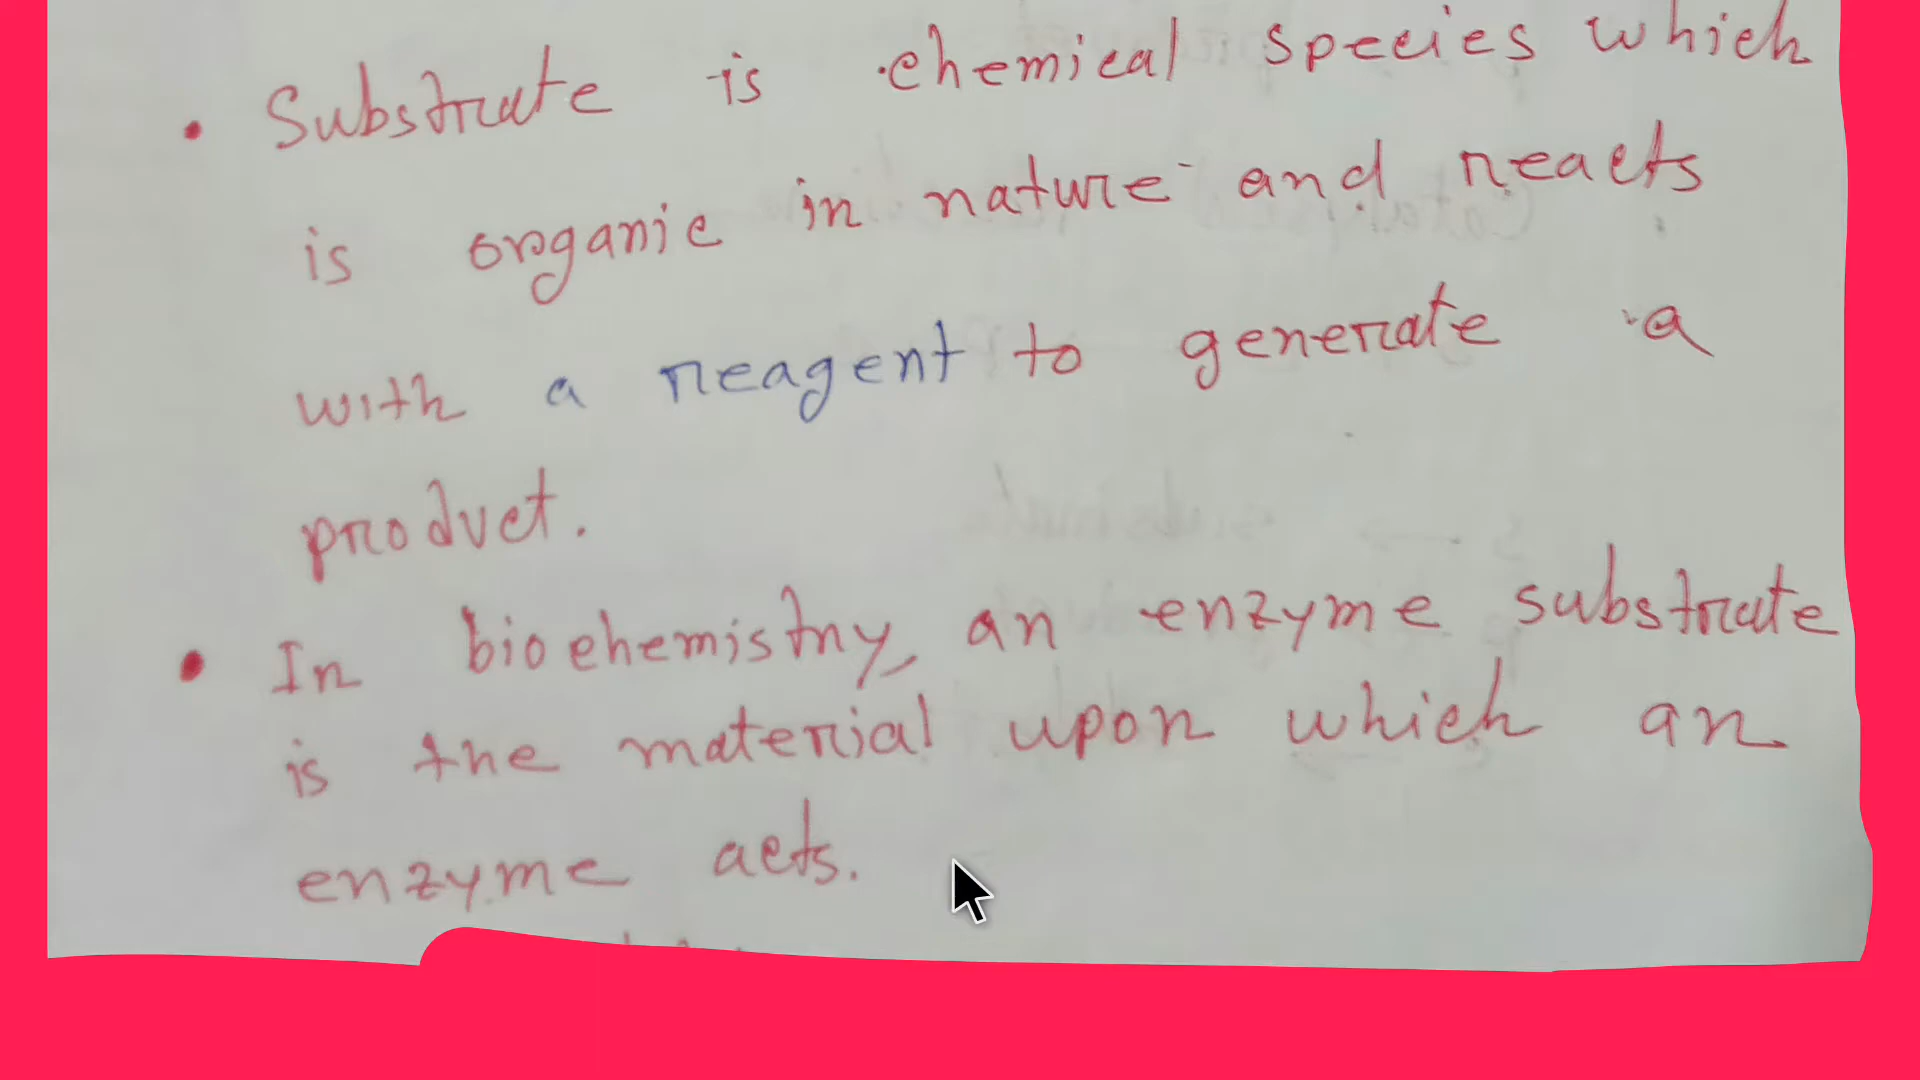 • Substrate is chemical species which
is organic in nature and reacts
with a reagent to generate a
product.
• In biochemistry, an enzyme substrate
is the material upon which an
enzyme acts.